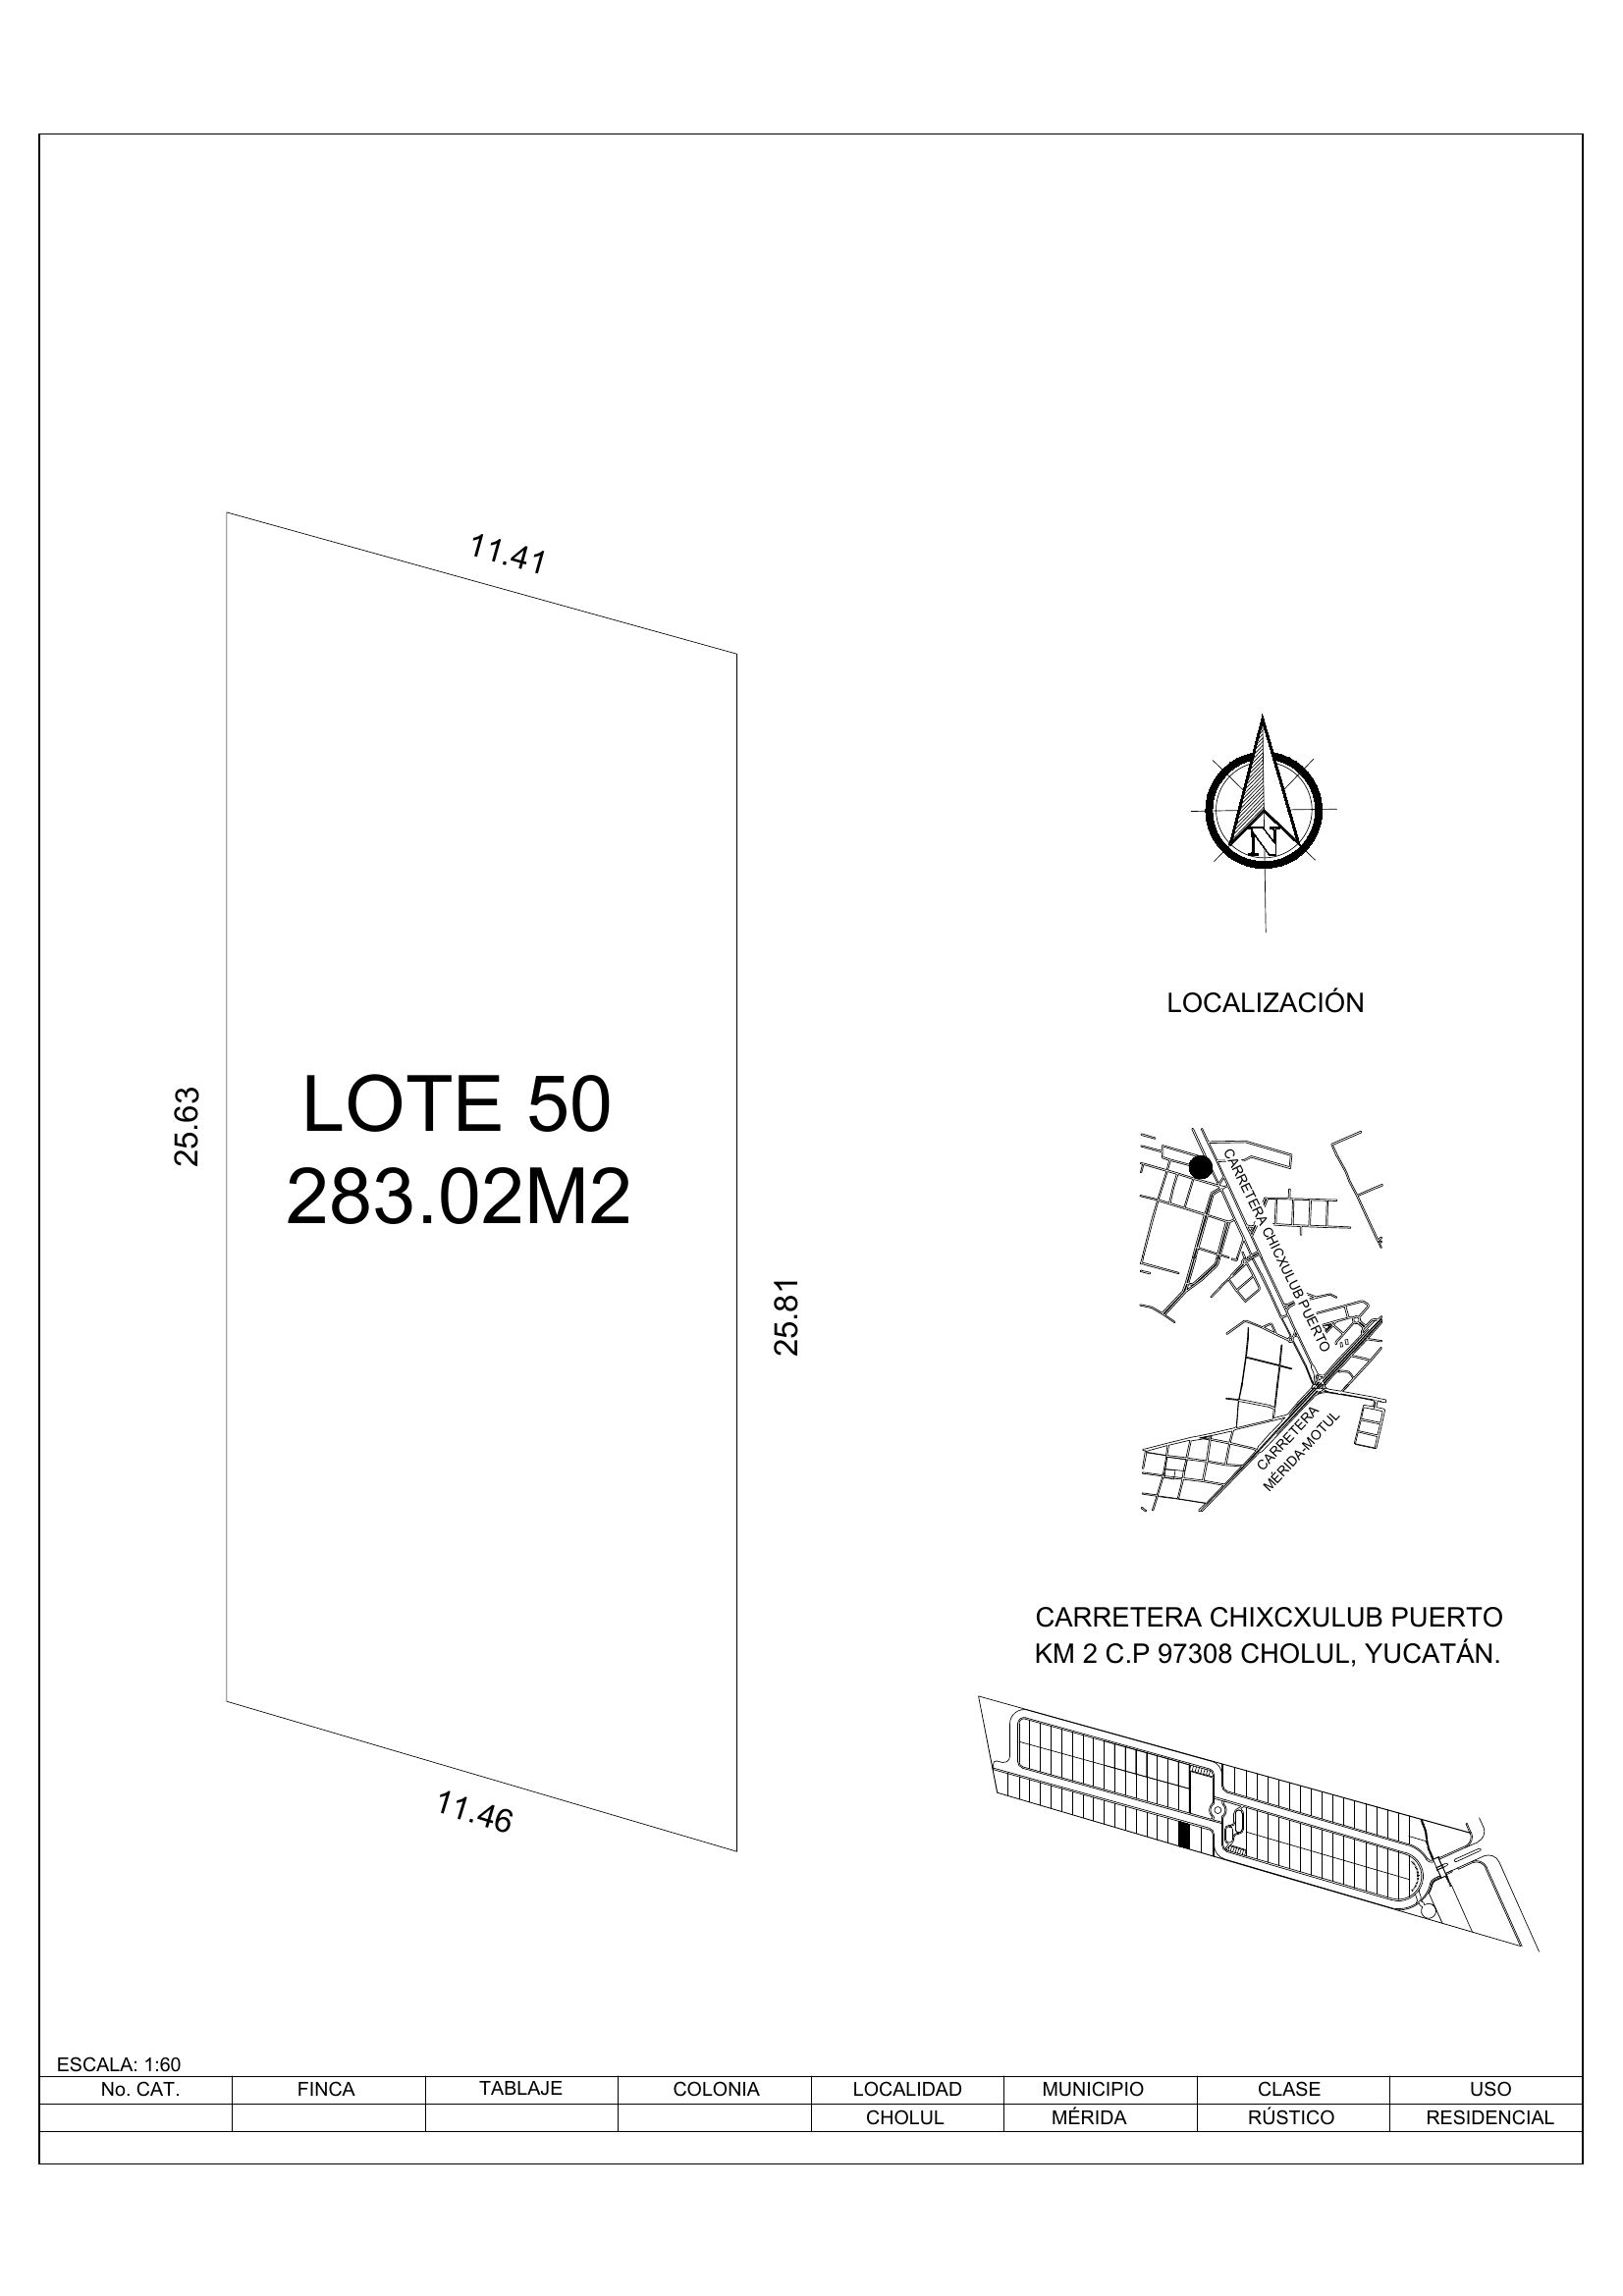 11.41
25.63
LOTE 50
283.02M2
25.81
11.46
N
LOCALIZACIÓN
CARRETERA CHICXULUB PUERTO
CARRETERA
MÉRIDA-MOTUL
CARRETERA CHIXCXULUB PUERTO
KM 2 C.P 97308 CHOLUL, YUCATÁN.
ESCALA: 1:60
No. CAT. FINCA TABLAJE COLONIA LOCALIDAD MUNICIPIO CLASE USO
CHOLUL MÉRIDA RÚSTICO RESIDENCIAL